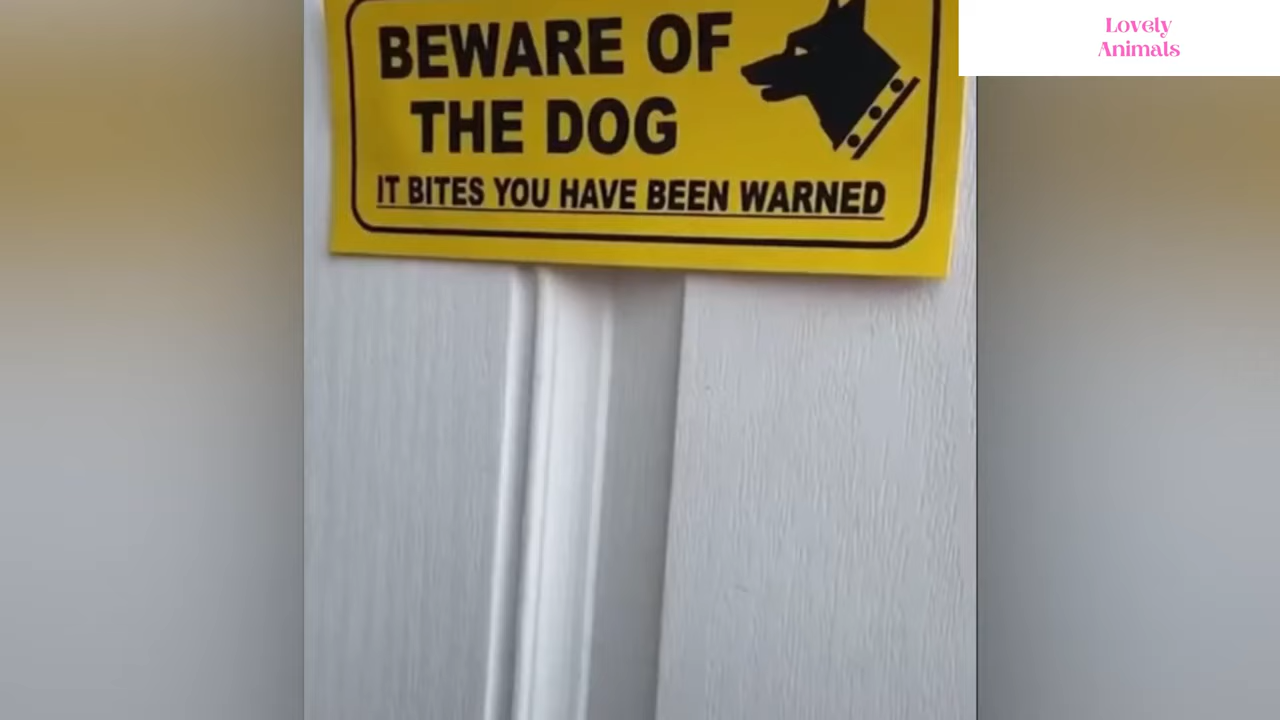 BEWARE OF
THE DOG
IT BITES YOU HAVE BEEN WARNED
Lovely
Animals